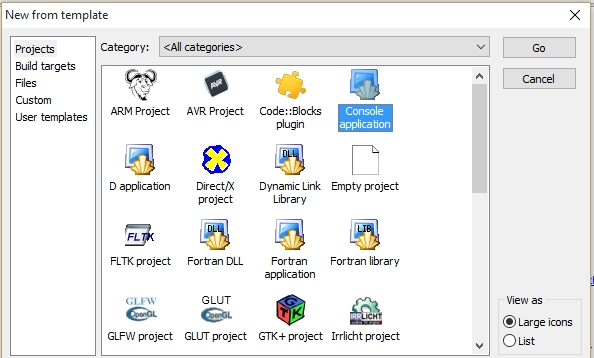 New from template
Projects
Build targets
Files
Custom
User templates
Category: <All categories>
Go
Cancel
ARM Project
AVR
AVR Project
Code::Blocks
plugin
Console
application
D application
Direct/X
project
DLL
Dynamic Link
Library
Empty project
FLTK
FLTK project
DLL
Fortran DLL
Fortran
application
LIB
Fortran library
GLFW
OpenGL
GLFW project
GLUT
OpenGL
GLUT project
GTK
GTK+ project
IRRLICHT
Irrlicht project
View as
Large icons
List